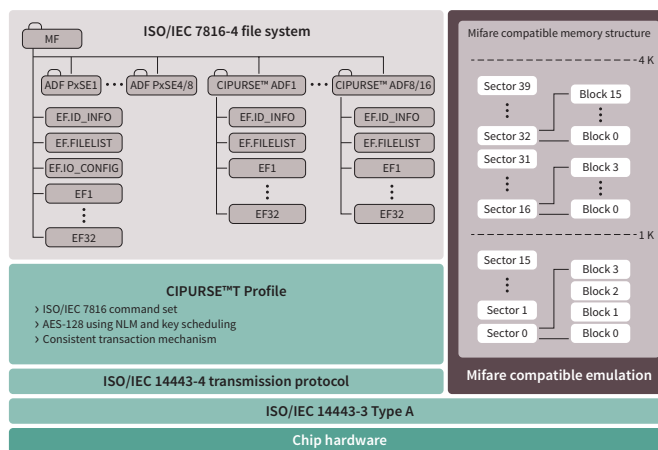 ISO/IEC 7816-4 file system
MF
ADF PxSE1
ADF PxSE4/8
CIPURSE™ ADF1
CIPURSE™ ADF8/16
EF.ID_INFO
EF.ID_INFO
EF.ID_INFO
EF.FILELIST
EF.FILELIST
EF.FILELIST
EF.IO_CONFIG
EF1
EF1
EF1
EF32
EF32
EF32
CIPURSE™T Profile
› ISO/IEC 7816 command set
› AES-128 using NLM and key scheduling
› Consistent transaction mechanism
ISO/IEC 14443-4 transmission protocol
Mifare compatible memory structure
4 K
Sector 39
Block 15
Sector 32
Block 0
Sector 31
Block 3
Sector 16
Block 0
1 K
Sector 15
Block 3
Block 2
Sector 1
Block 1
Sector 0
Block 0
Mifare compatible emulation
ISO/IEC 14443-3 Type A
Chip hardware